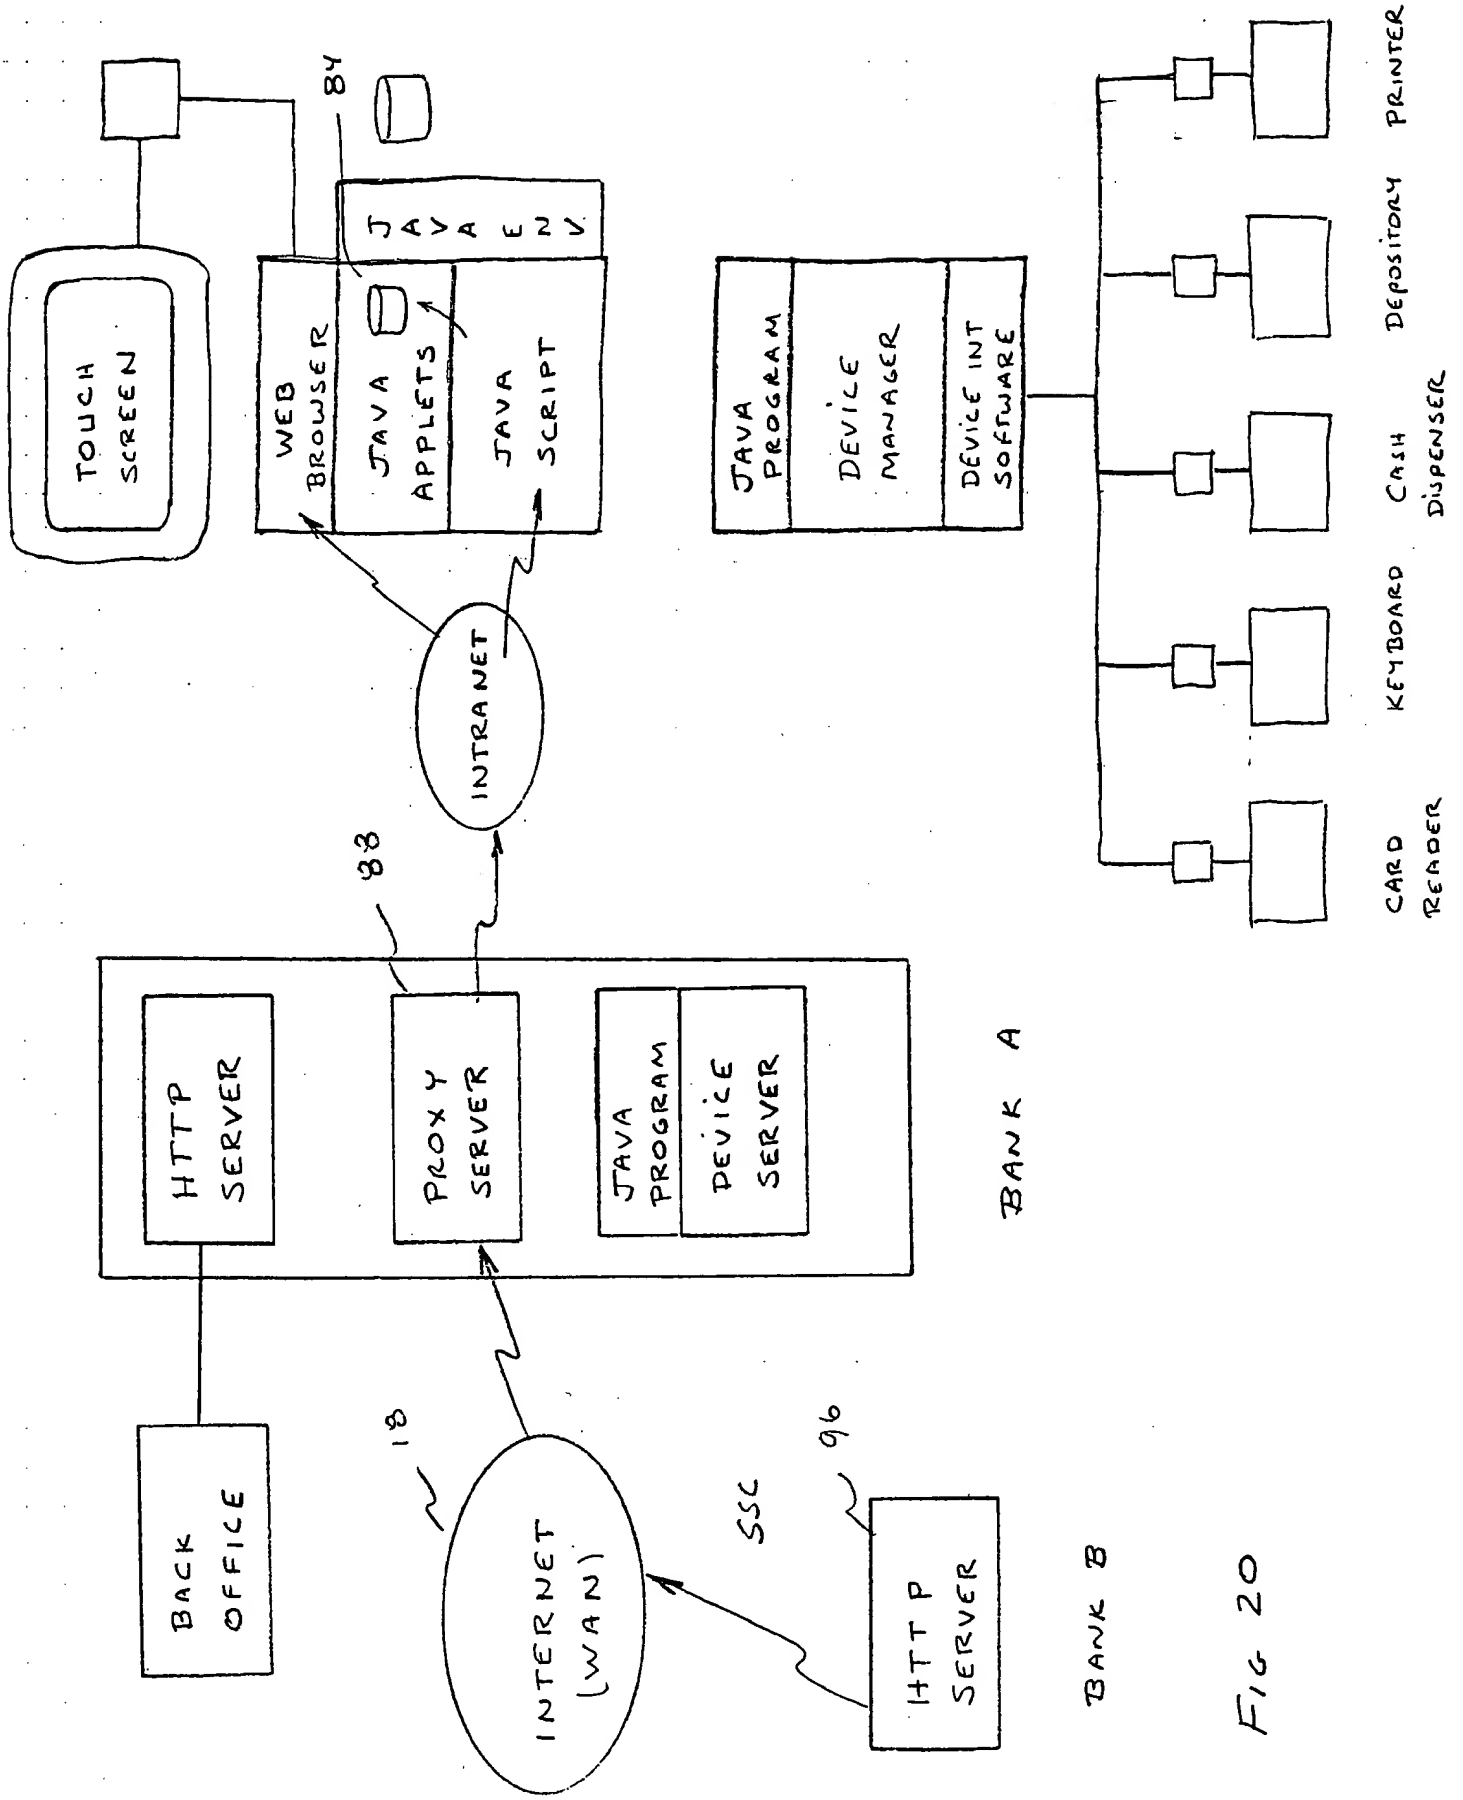 TOUCH
SCREEN
WEB
BROWSER
JAVA
APPLETS
JAVA
SCRIPT
JAVA ENV.
84
JAVA
PROGRAM
DEVICE
MANAGER
DEVICE INT
SOFTWARE
CARD
READER
KEYBOARD
CASH
DISPENSER
DEPOSITORY
PRINTER
INTRANET
88
HTTP
SERVER
PROXY
SERVER
JAVA
PROGRAM
DEVICE
SERVER
BANK A
BACK
OFFICE
18
INTERNET
(WAN)
SSC
96
HTTP
SERVER
BANK B
FIG 20